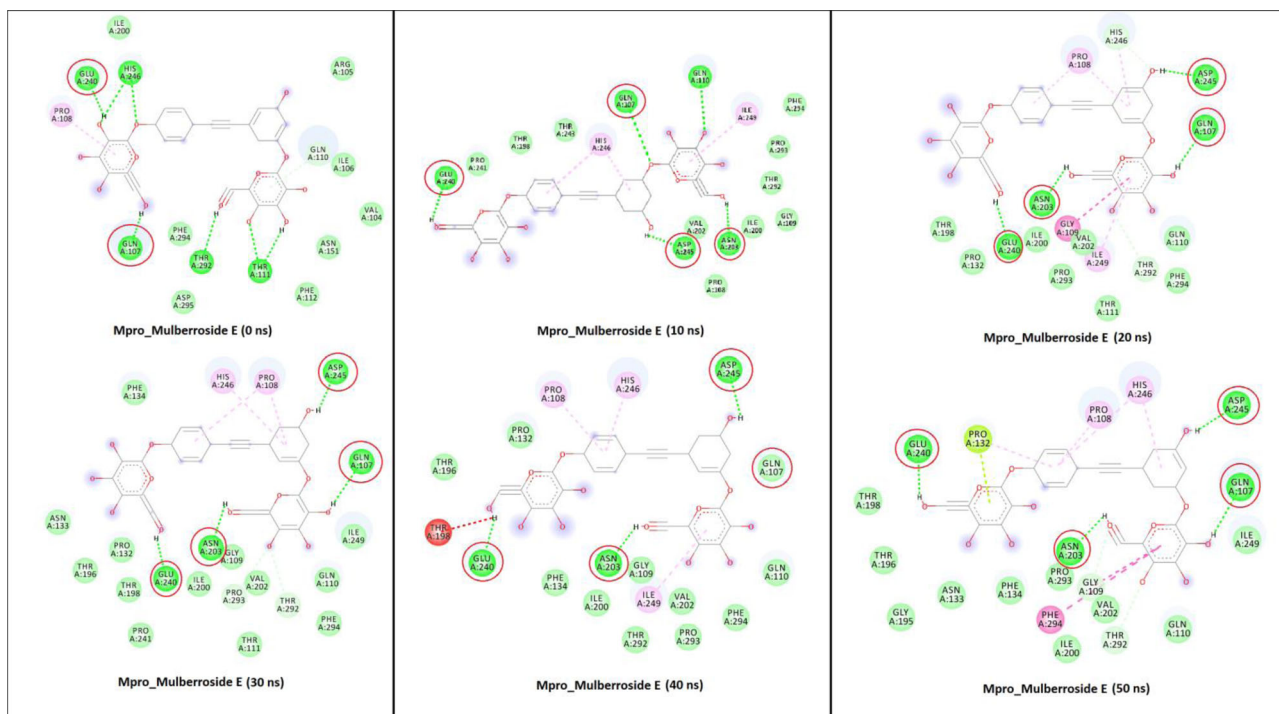 ILE
A:200
GLU
A:240
HIS
A:246
ARG
A:105
PRO
A:108
GLN
A:110
ILE
A:106
VAL
A:104
GLN
A:107
PHE
A:294
THR
A:292
THR
A:111
ASN
A:151
ASP
A:295
PHE
A:112
H
H
H
H
O
O
O
Mpro_Mulberroside E (0 ns)
GLN
A:110
GLN
A:107
PHE
A:294
ILE
A:249
THR
A:198
THR
A:243
HIS
A:246
PRO
A:293
PRO
A:241
GLU
A:240
THR
A:292
VAL
A:202
ILE
A:200
GLY
A:109
ASP
A:245
ASN
PRO
A:108
H
H
H
O
O
O
Mpro_Mulberroside E (10 ns)
HIS
A:246
PRO
A:108
ASP
A:245
GLN
A:107
ASN
A:203
GLY
A:109
THR
A:198
GLU
A:240
ILE
A:200
VAL
A:202
GLN
A:110
PRO
A:132
ILE
A:249
PRO
A:293
THR
A:292
PHE
A:294
THR
A:111
H
H
H
H
O
O
O
Mpro_Mulberroside E (20 ns)
ASP
A:245
HIS
A:246
PRO
A:108
PHE
A:134
GLN
A:107
ASN
A:133
ASN
A:203
ILE
A:249
PRO
A:132
GLY
A:109
THR
A:196
THR
A:198
GLU
A:240
ILE
A:200
VAL
A:202
GLN
A:110
PRO
A:293
THR
A:292
PHE
A:294
PRO
A:241
THR
A:111
H
H
H
H
O
O
O
Mpro_Mulberroside E (30 ns)
ASP
A:245
PRO
A:108
HIS
A:246
PRO
A:132
THR
A:196
GLN
A:107
THR
A:198
GLU
A:240
ASN
A:203
GLY
A:109
PHE
A:134
GLN
A:110
ILE
A:200
ILE
A:249
VAL
A:202
PHE
A:294
THR
A:292
PRO
A:293
H
H
H
O
O
O
Mpro_Mulberroside E (40 ns)
HIS
A:246
ASP
A:245
PRO
A:108
PRO
A:132
GLU
A:240
GLN
A:107
THR
A:198
ASN
A:203
ILE
A:249
THR
A:196
PRO
A:293
GLY
A:109
ASN
A:133
PHE
A:134
VAL
A:202
GLY
A:195
PHE
A:294
GLN
A:110
ILE
A:200
THR
A:292
H
H
H
H
O
O
O
Mpro_Mulberroside E (50 ns)